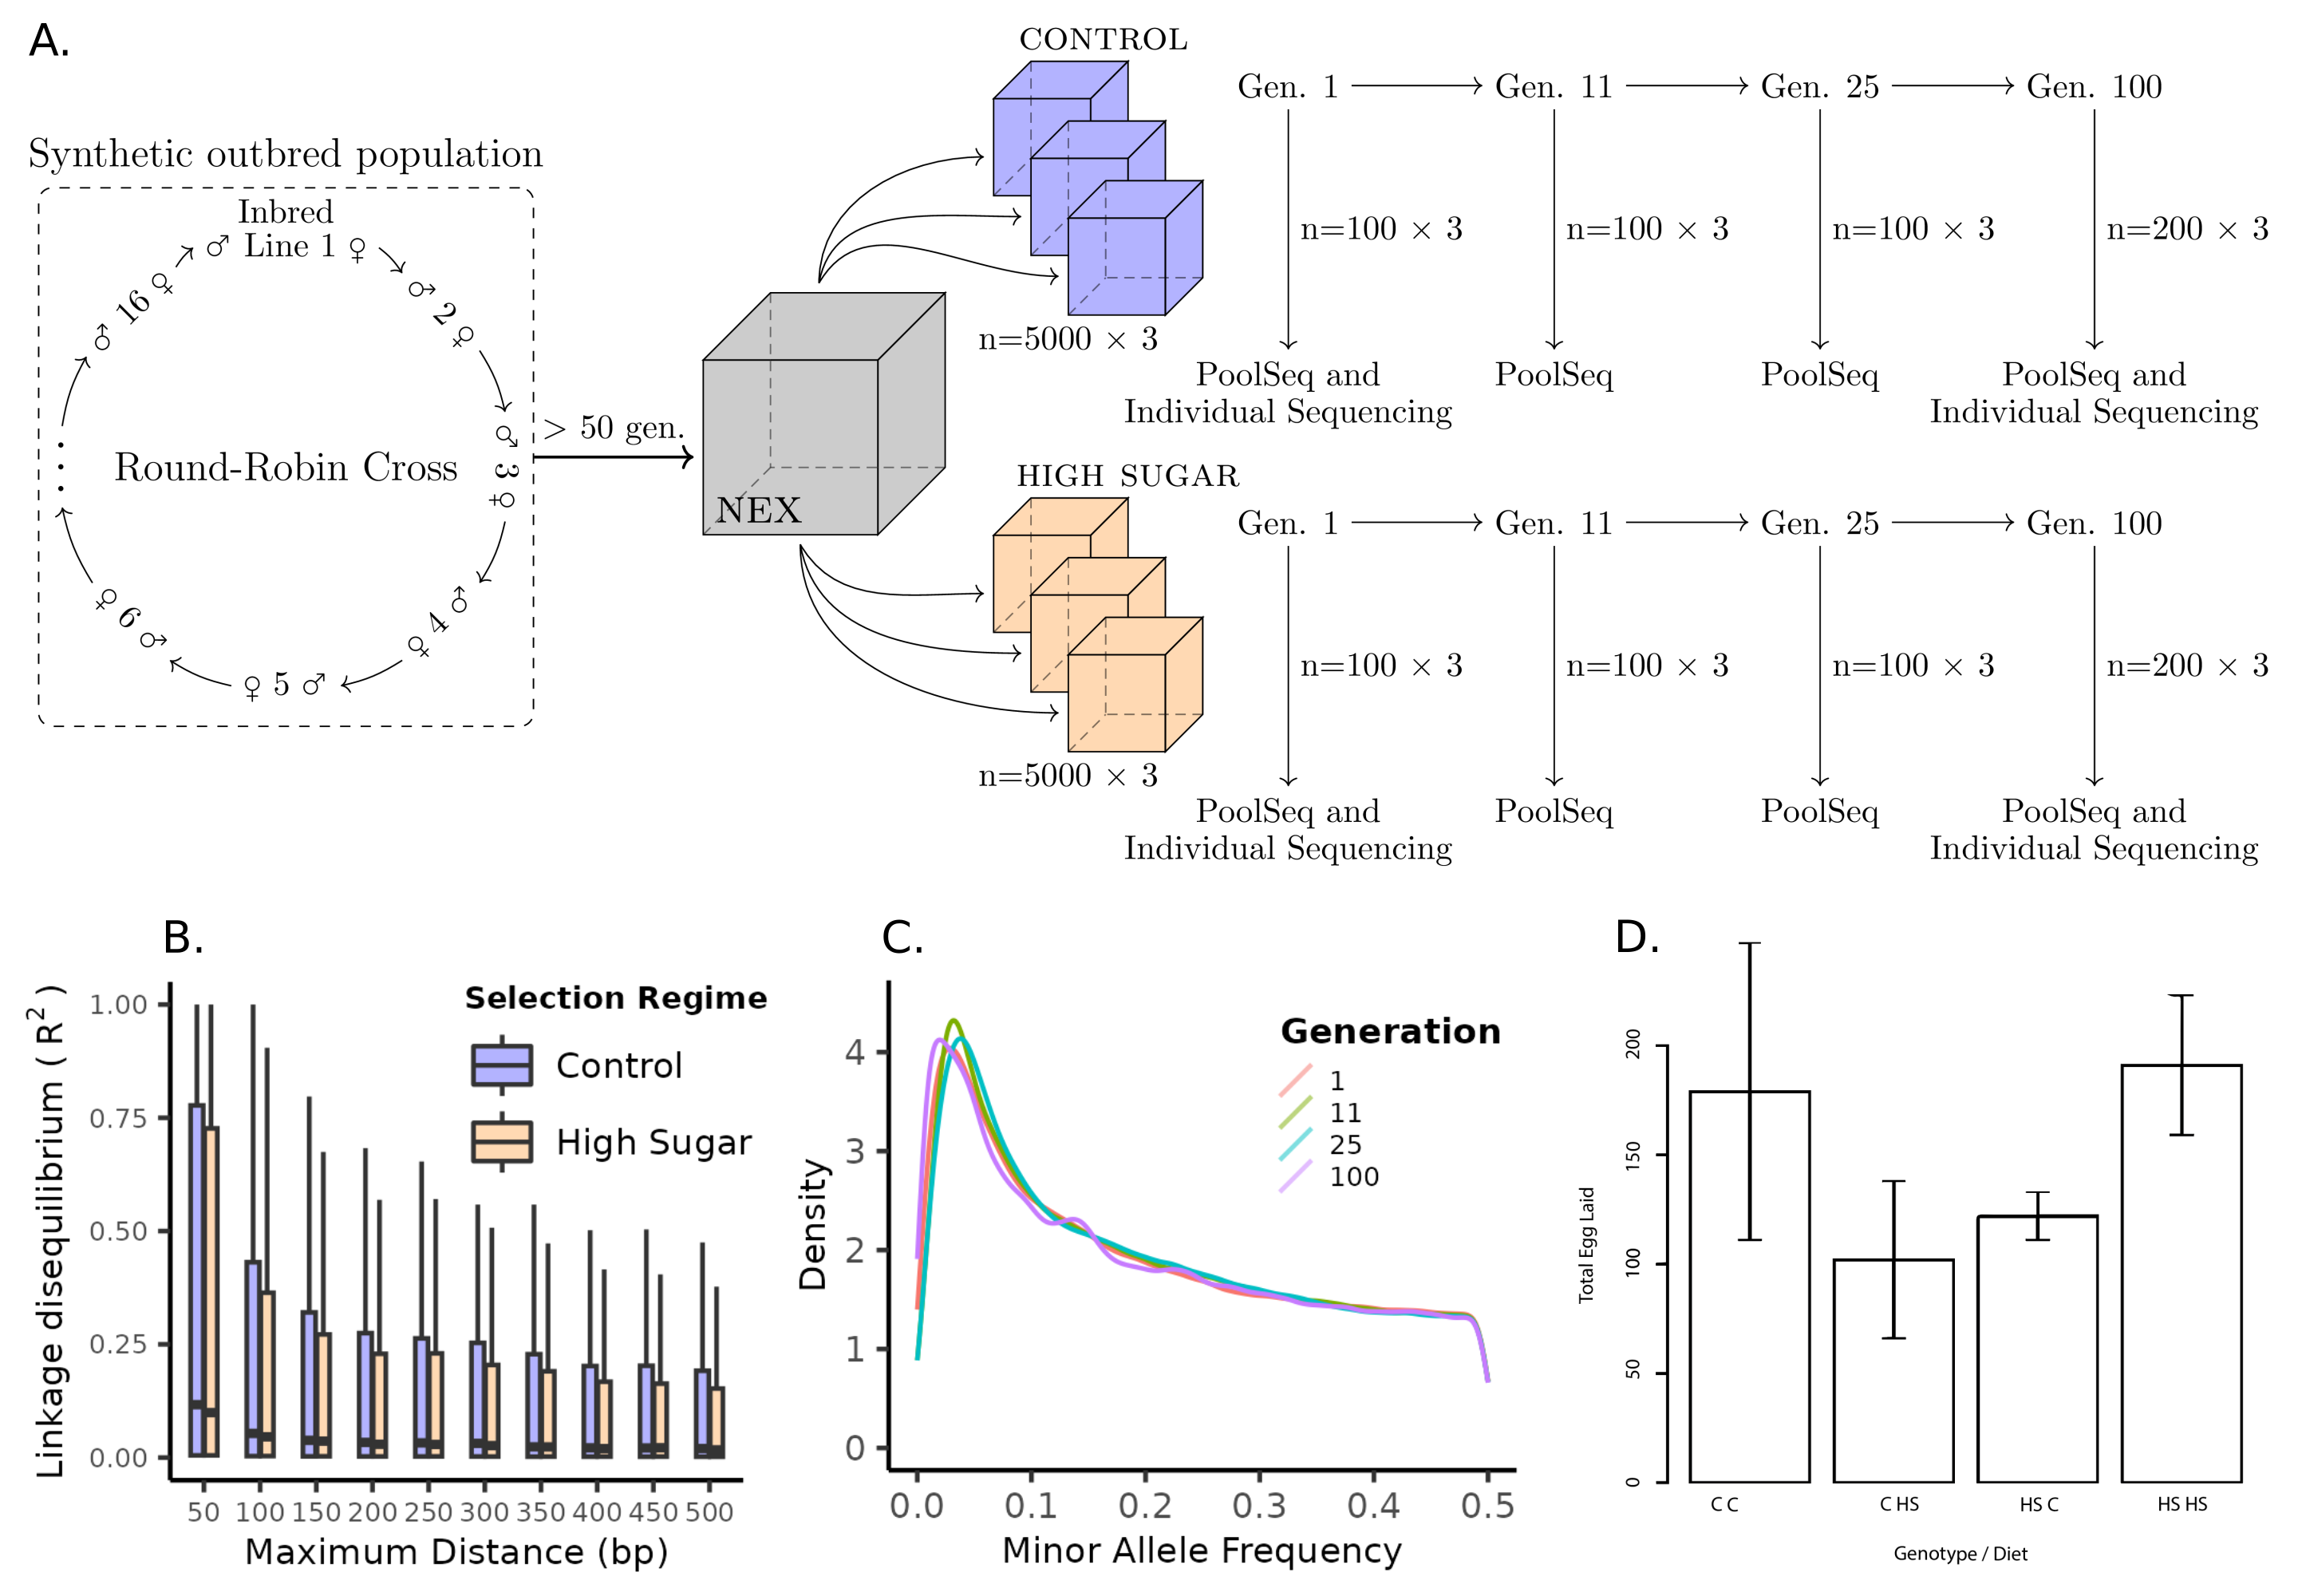 A.
Synthetic outbred population
Inbred
♂ Line 1 ♀
♂ 2 ♀
♂ 3 ♀
♂ 4 ♀
♂ 5 ♀
♂ 6 ♀
...
♂ 16 ♀
Round-Robin Cross
> 50 gen.
NEX
CONTROL
n=5000 × 3
Gen. 1
Gen. 11
Gen. 25
Gen. 100
n=100 × 3
n=100 × 3
n=100 × 3
n=200 × 3
PoolSeq and
Individual Sequencing
PoolSeq
PoolSeq
PoolSeq and
Individual Sequencing
HIGH SUGAR
n=5000 × 3
Gen. 1
Gen. 11
Gen. 25
Gen. 100
n=100 × 3
n=100 × 3
n=100 × 3
n=200 × 3
PoolSeq and
Individual Sequencing
PoolSeq
PoolSeq
PoolSeq and
Individual Sequencing
B.
Linkage disequilibrium ( R² )
1.00
0.75
0.50
0.25
0.00
Selection Regime
Control
High Sugar
50 100 150 200 250 300 350 400 450 500
Maximum Distance (bp)
C.
Density
4
3
2
1
0
Generation
1
11
25
100
0.0 0.1 0.2 0.3 0.4 0.5
Minor Allele Frequency
D.
Total Egg Laid
200
150
100
50
0
C C
C HS
HS C
HS HS
Genotype / Diet